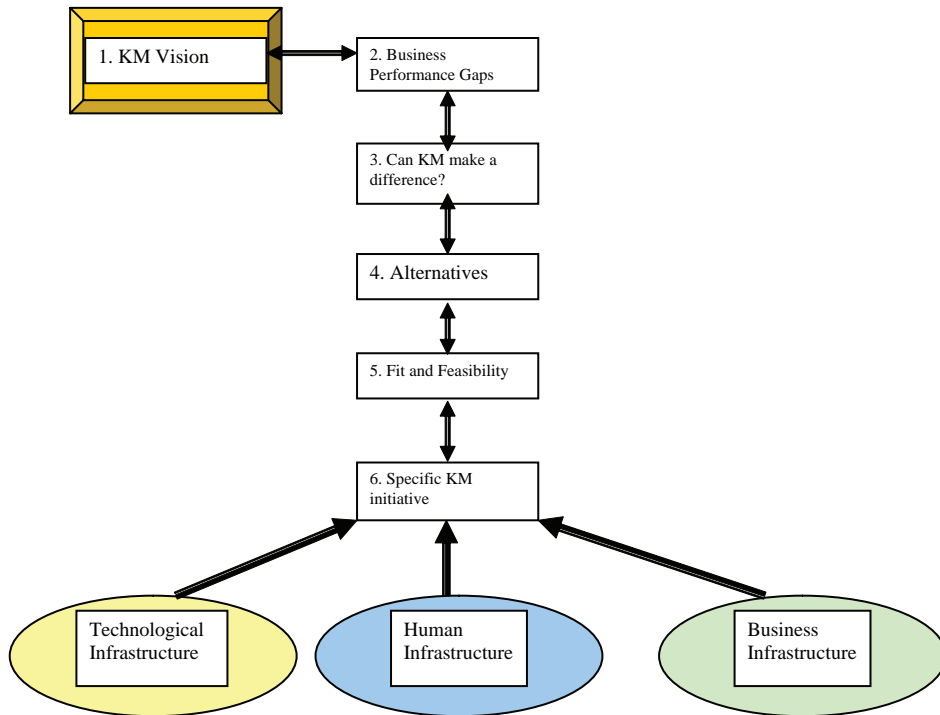 1. KM Vision
2. Business
Performance Gaps
3. Can KM make a
difference?
4. Alternatives
5. Fit and Feasibility
6. Specific KM
initiative
Technological
Infrastructure
Human
Infrastructure
Business
Infrastructure